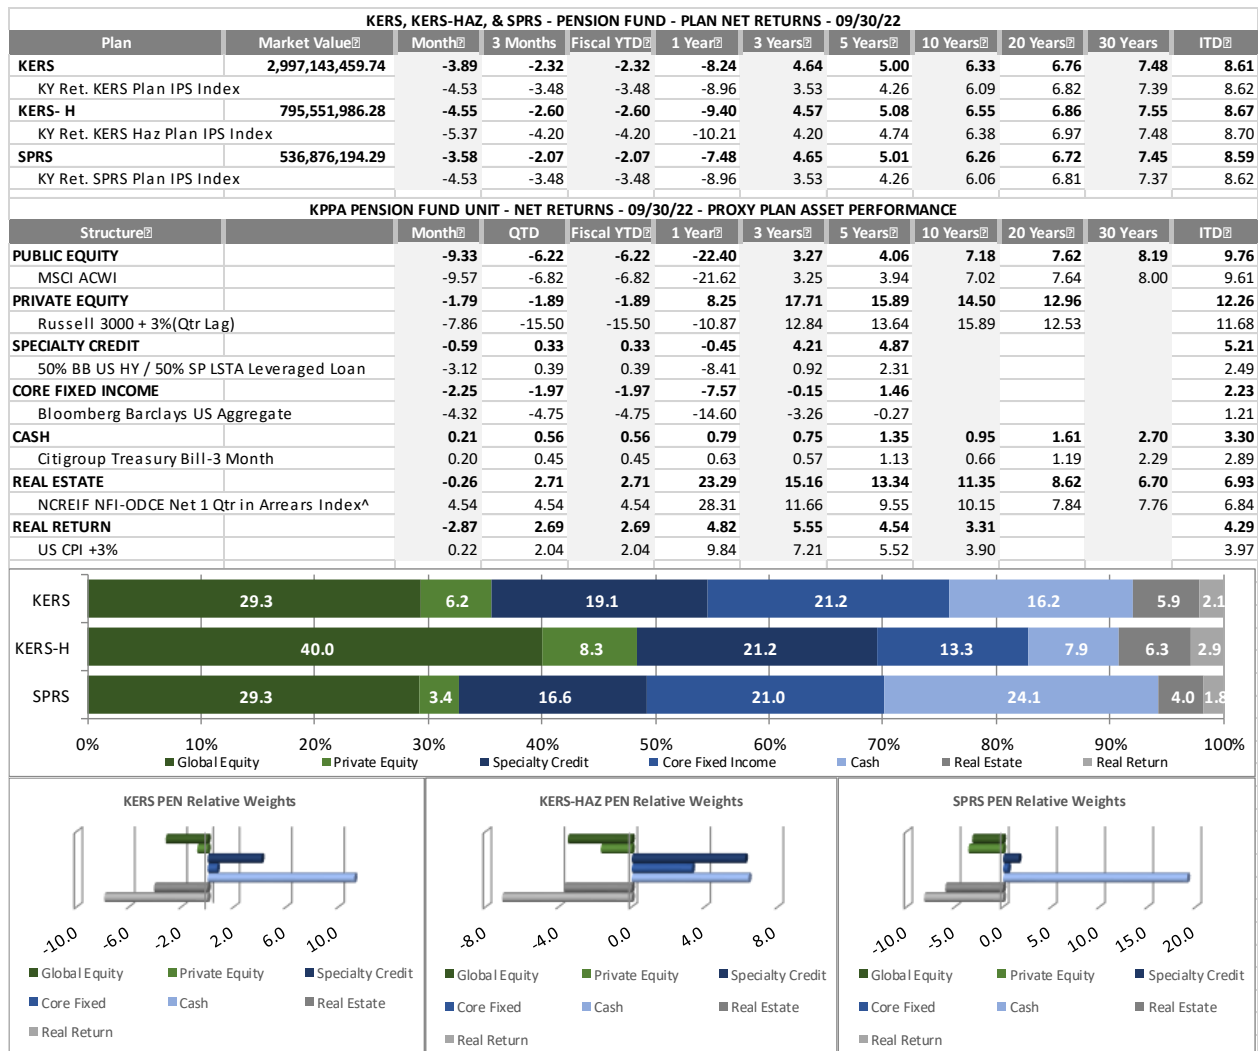 KERS, KERS-HAZ, & SPRS - PENSION FUND - PLAN NET RETURNS - 09/30/22
Plan Market Value Month 3 Months Fiscal YTD 1 Year 3 Years 5 Years 10 Years 20 Years 30 Years ITD
KERS 2,997,143,459.74 -3.89 -2.32 -2.32 -8.24 4.64 5.00 6.33 6.76 7.48 8.61
KY Ret. KERS Plan IPS Index -4.53 -3.48 -3.48 -8.96 3.53 4.26 6.09 6.82 7.39 8.62
KERS- H 795,551,986.28 -4.55 -2.60 -2.60 -9.40 4.57 5.08 6.55 6.86 7.55 8.67
KY Ret. KERS Haz Plan IPS Index -5.37 -4.20 -4.20 -10.21 4.20 4.74 6.38 6.97 7.48 8.70
SPRS 536,876,194.29 -3.58 -2.07 -2.07 -7.48 4.65 5.01 6.26 6.72 7.45 8.59
KY Ret. SPRS Plan IPS Index -4.53 -3.48 -3.48 -8.96 3.53 4.26 6.06 6.81 7.37 8.62
KPPA PENSION FUND UNIT - NET RETURNS - 09/30/22 - PROXY PLAN ASSET PERFORMANCE
Structure Month QTD Fiscal YTD 1 Year 3 Years 5 Years 10 Years 20 Years 30 Years ITD
PUBLIC EQUITY -9.33 -6.22 -6.22 -22.40 3.27 4.06 7.18 7.62 8.19 9.76
MSCI ACWI -9.57 -6.82 -6.82 -21.62 3.25 3.94 7.02 7.64 8.00 9.61
PRIVATE EQUITY -1.79 -1.89 -1.89 8.25 17.71 15.89 14.50 12.96 12.26
Russell 3000 + 3%(Qtr Lag) -7.86 -15.50 -15.50 -10.87 12.84 13.64 15.89 12.53 11.68
SPECIALTY CREDIT -0.59 0.33 0.33 -0.45 4.21 4.87 5.21
50% BB US HY / 50% SP LSTA Leveraged Loan -3.12 0.39 0.39 -8.41 0.92 2.31 2.49
CORE FIXED INCOME -2.25 -1.97 -1.97 -7.57 -0.15 1.46 2.23
Bloomberg Barclays US Aggregate -4.32 -4.75 -4.75 -14.60 -3.26 -0.27 1.21
CASH 0.21 0.56 0.56 0.79 0.75 1.35 0.95 1.61 2.70 3.30
Citigroup Treasury Bill-3 Month 0.20 0.45 0.45 0.63 0.57 1.13 0.66 1.19 2.29 2.89
REAL ESTATE -0.26 2.71 2.71 23.29 15.16 13.34 11.35 8.62 6.70 6.93
NCREIF NFI-ODCE Net 1 Qtr in Arrears Index^ 4.54 4.54 4.54 28.31 11.66 9.55 10.15 7.84 7.76 6.84
REAL RETURN -2.87 2.69 2.69 4.82 5.55 4.54 3.31 4.29
US CPI +3% 0.22 2.04 2.04 9.84 7.21 5.52 3.90 3.97
KERS 29.3 6.2 19.1 21.2 16.2 5.9 2.1
KERS-H 40.0 8.3 21.2 13.3 7.9 6.3 2.9
SPRS 29.3 3.4 16.6 21.0 24.1 4.0 1.8
0% 10% 20% 30% 40% 50% 60% 70% 80% 90% 100%
Global Equity Private Equity Specialty Credit Core Fixed Income Cash Real Estate Real Return
KERS PEN Relative Weights
-10.0 -6.0 -2.0 2.0 6.0 10.0
Global Equity Private Equity Specialty Credit
Core Fixed Cash Real Estate
Real Return
KERS-HAZ PEN Relative Weights
-8.0 -4.0 0.0 4.0 8.0
Global Equity Private Equity Specialty Credit
Core Fixed Cash Real Estate
Real Return
SPRS PEN Relative Weights
-10.0 -5.0 0.0 5.0 10.0 15.0 20.0
Global Equity Private Equity Specialty Credit
Core Fixed Cash Real Estate
Real Return